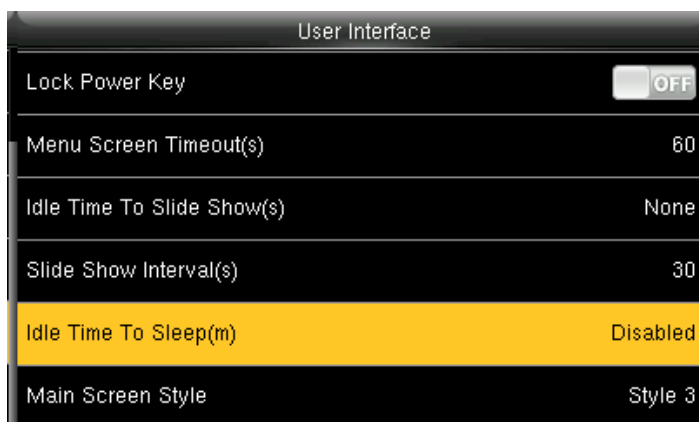 User Interface
Lock Power Key OFF
Menu Screen Timeout(s) 60
Idle Time To Slide Show(s) None
Slide Show Interval(s) 30
Idle Time To Sleep(m) Disabled
Main Screen Style Style 3